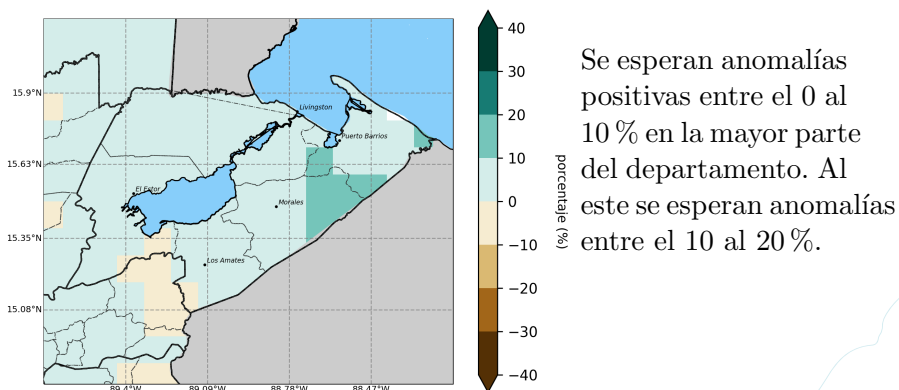 15.9°N
15.63°N
15.35°N
15.08°N
Livingston
Puerto Barrios
El Estor
Morales
Los Amates
89.4°W
89.09°W
88.78°W
88.47°W
40
30
20
10
0
−10
−20
−30
−40
porcentaje (%)
Se esperan anomalías
positivas entre el 0 al
10 % en la mayor parte
del departamento. Al
este se esperan anomalías
entre el 10 al 20 %.